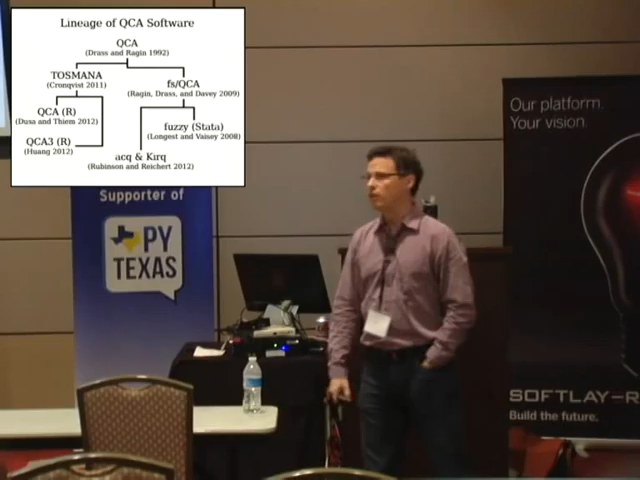 Lineage of QCA Software
QCA
(Drass and Ragin 1992)
TOSMANA
(Cronqvist 2011)
fs/QCA
(Ragin, Drass, and Davey 2009)
QCA (R)
(Dusa and Thiem 2012)
fuzzy (Stata)
(Longest and Vaisey 2008)
QCA3 (R)
(Huang 2012)
acq & Kirq
(Rubinson and Reichert 2012)
Supporter of
PY
TEXAS
Our platform.
Your vision.
SOFTLAY-R
Build the future.